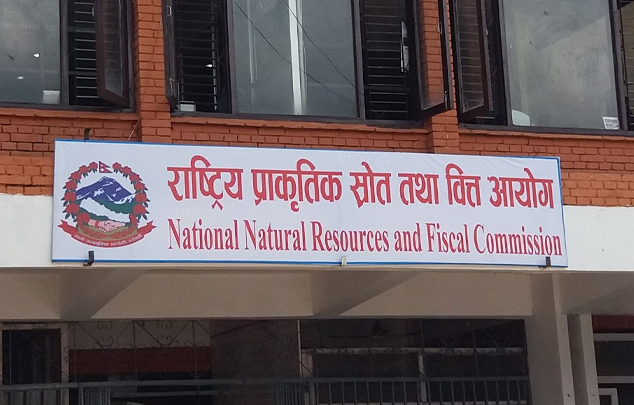 राष्ट्रिय प्राकृतिक स्रोत तथा वित्त आयोग
National Natural Resources and Fiscal Commission